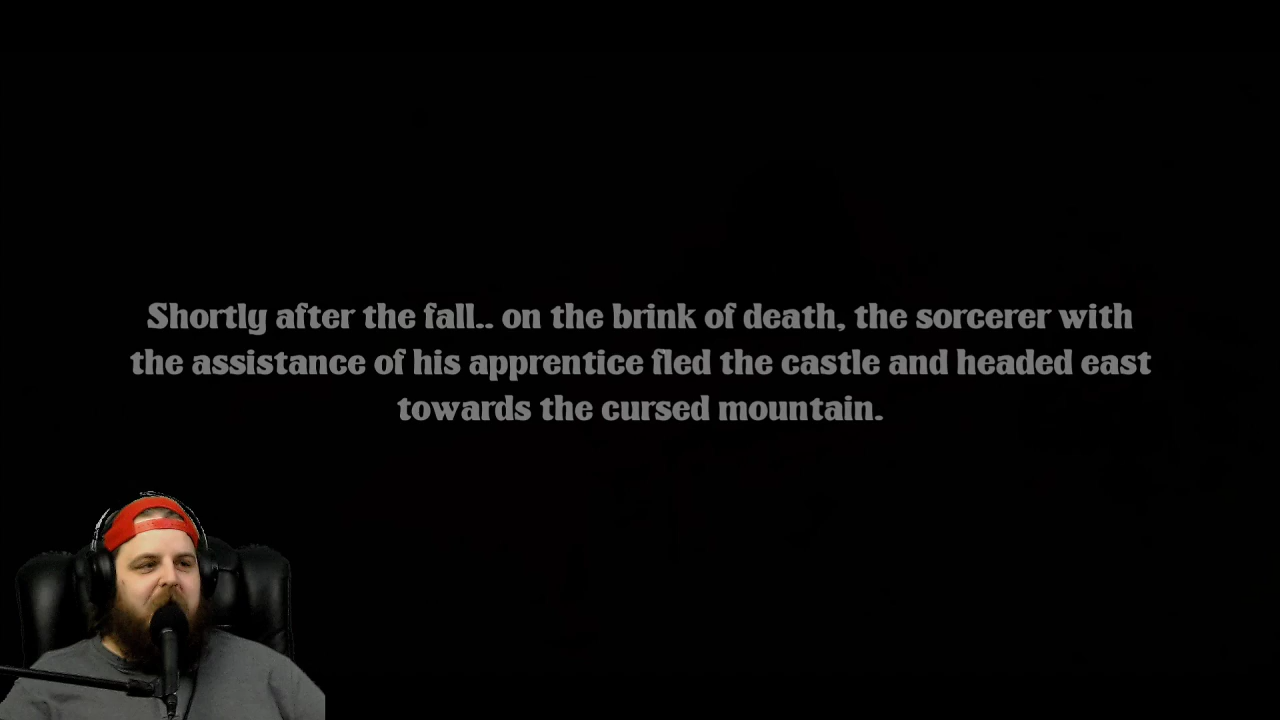 Shortly after the fall.. on the brink of death, the sorcerer with
the assistance of his apprentice fled the castle and headed east
towards the cursed mountain.